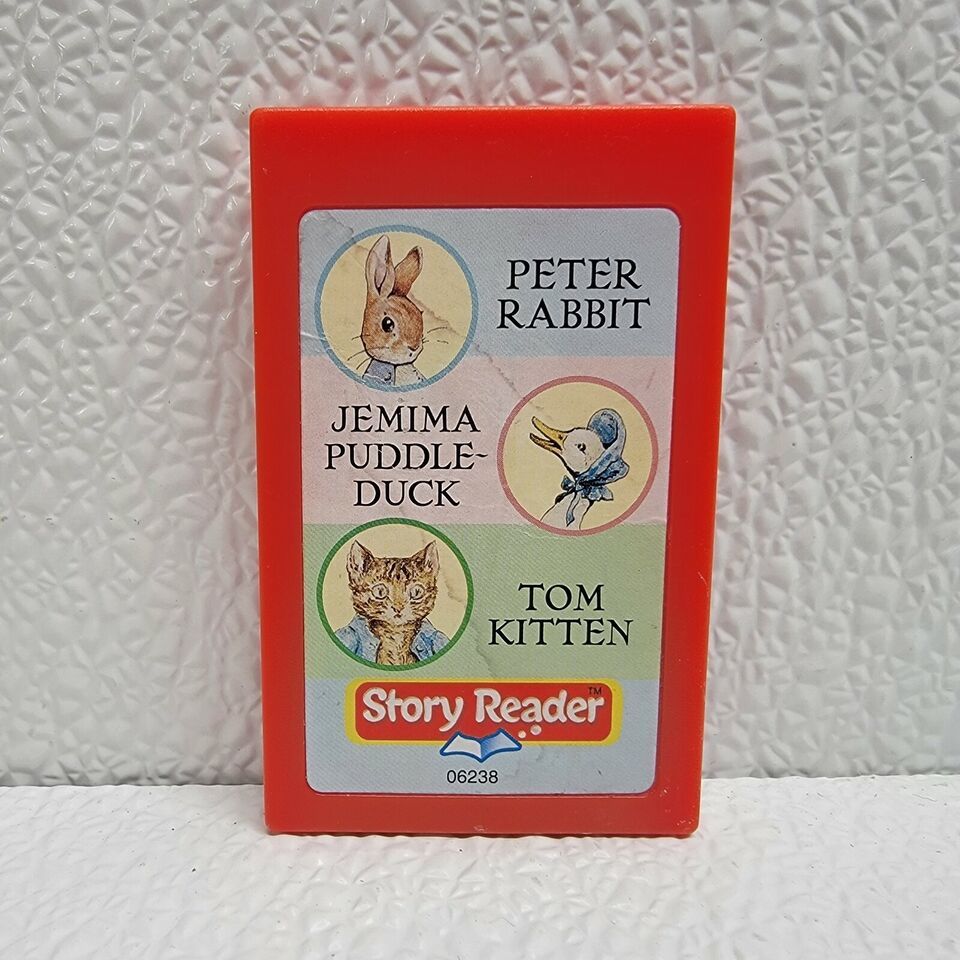 PETER
RABBIT
JEMIMA
PUDDLE-
DUCK
TOM
KITTEN
Story Reader™
06238